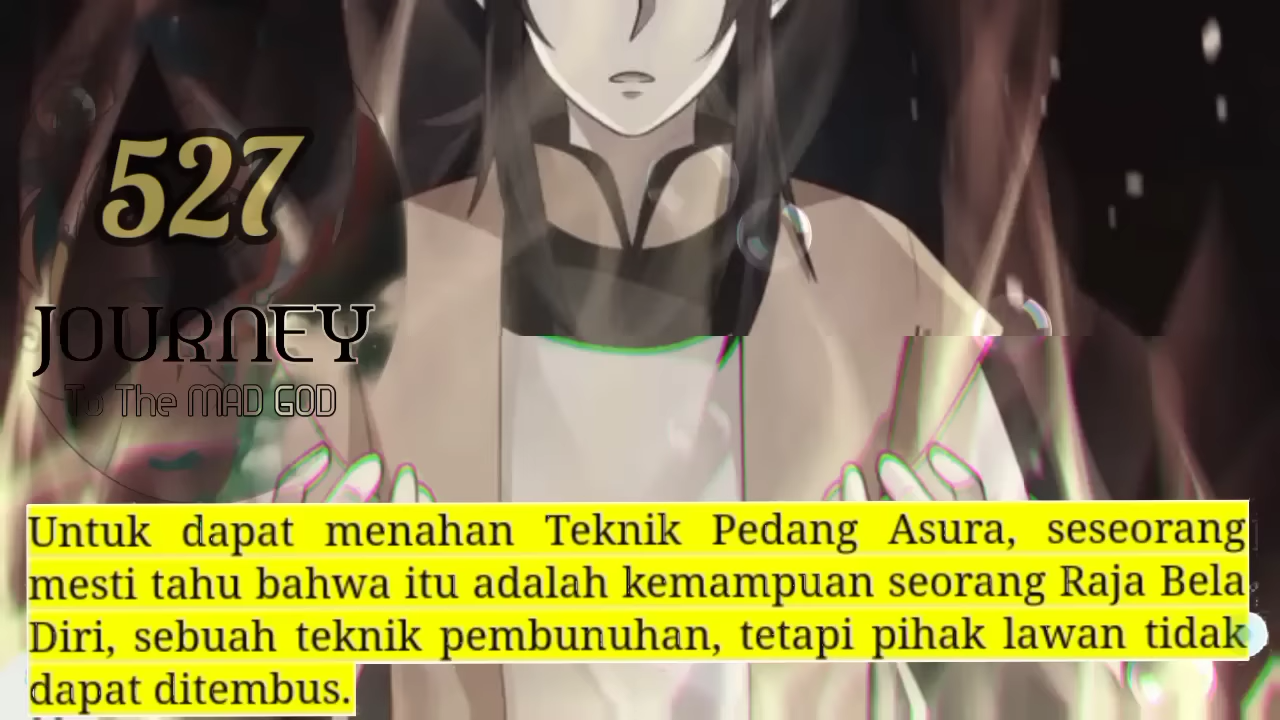 527
JOURNEY
To The MAD GOD
Untuk dapat menahan Teknik Pedang Asura, seseorang
mesti tahu bahwa itu adalah kemampuan seorang Raja Bela
Diri, sebuah teknik pembunuhan, tetapi pihak lawan tidak
dapat ditembus.